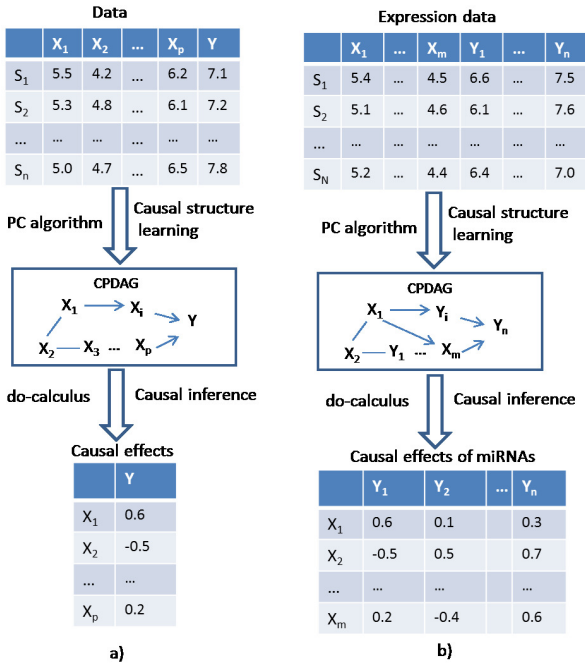 Data
X1 X2 ... Xp Y
S1 5.5 4.2 6.2 7.1
S2 5.3 4.8 ... 6.1 7.2
... ... ... ... ...
Sn 5.0 4.7 ... 6.5 7.8
PC algorithm
Causal structure
learning
CPDAG
X1 Xi
Y
X2 X3 ... Xp
do-calculus
Causal inference
Causal effects
Y
X1 0.6
X2 -0.5
... ...
Xp 0.2
a)
Expression data
X1 ... Xm Y1 ... Yn
S1 5.4 ... 4.5 6.6 7.5
S2 5.1 ... 4.6 6.1 ... 7.6
... ... ... ... ...
SN 5.2 ... 4.4 6.4 ... 7.0
PC algorithm
Causal structure
learning
CPDAG
X1 Yi
Yn
X2 Y1 ... Xm
do-calculus
Causal inference
Causal effects of miRNAs
Y1 Y2 ... Yn
X1 0.6 0.1 0.3
X2 -0.5 0.5 0.7
... ... ... ...
Xm 0.2 -0.4 0.6
b)